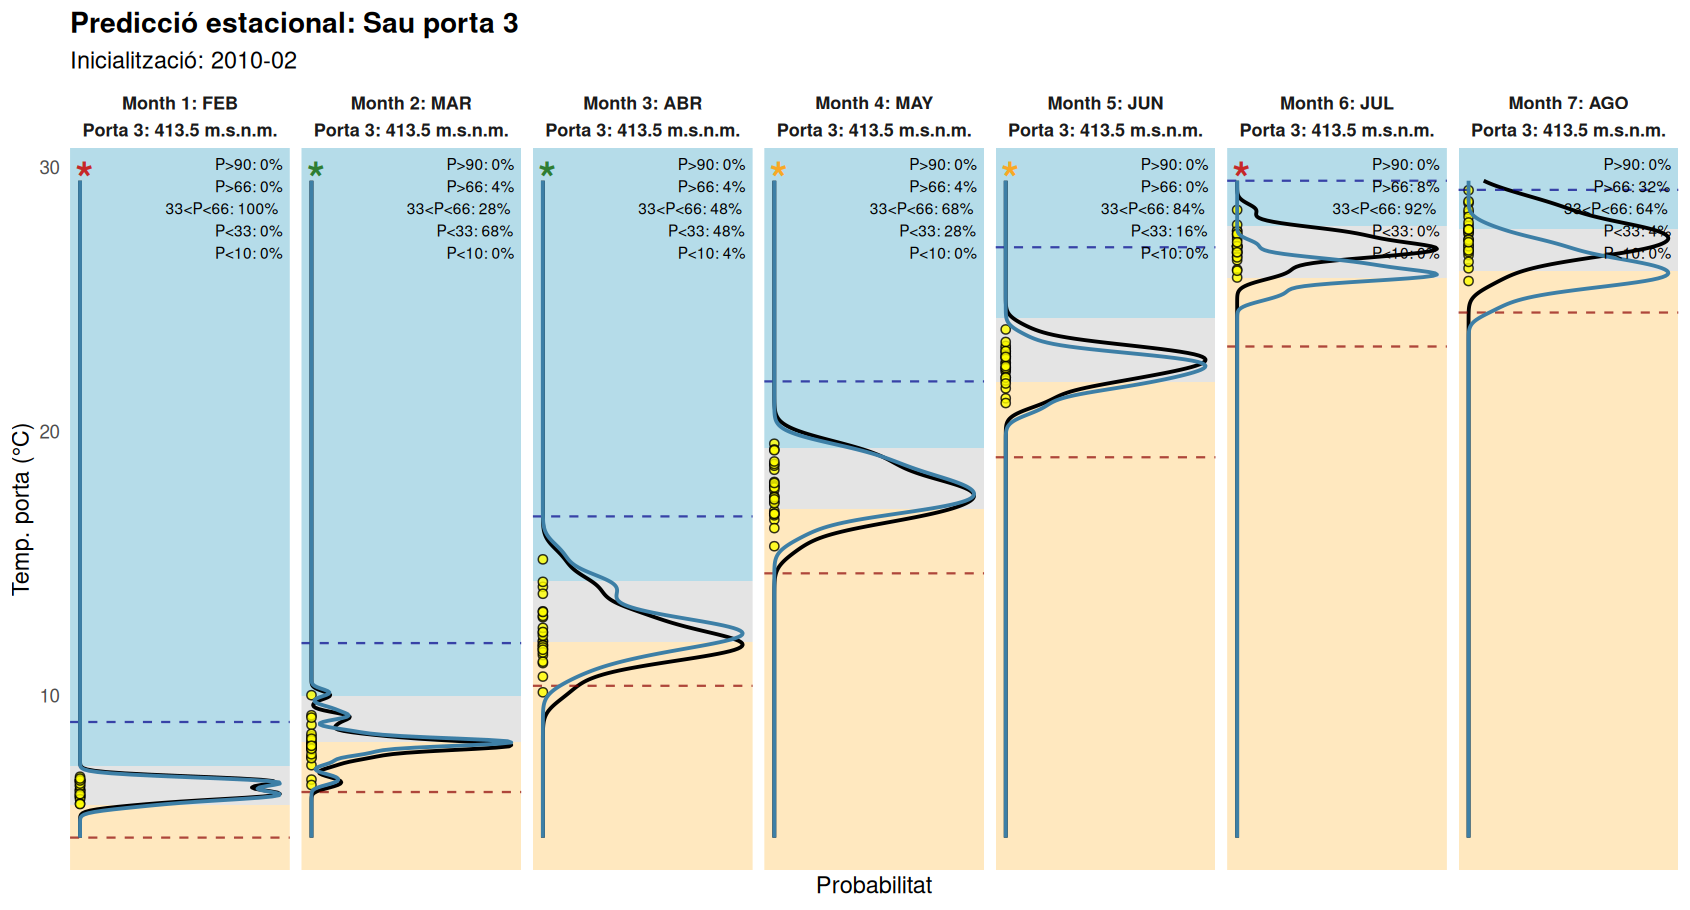 Predicció estacional: Sau porta 3
Inicialització: 2010-02
Month 1: FEB
Porta 3: 413.5 m.s.n.m.
Month 2: MAR
Porta 3: 413.5 m.s.n.m.
Month 3: ABR
Porta 3: 413.5 m.s.n.m.
Month 4: MAY
Porta 3: 413.5 m.s.n.m.
Month 5: JUN
Porta 3: 413.5 m.s.n.m.
Month 6: JUL
Porta 3: 413.5 m.s.n.m.
Month 7: AGO
Porta 3: 413.5 m.s.n.m.
Temp. porta (°C)
30
20
10
*
P>90: 0%
P>66: 0%
33<P<66: 100%
P<33: 0%
P<10: 0%
*
P>90: 0%
P>66: 4%
33<P<66: 28%
P<33: 68%
P<10: 0%
*
P>90: 0%
P>66: 4%
33<P<66: 48%
P<33: 48%
P<10: 4%
*
P>90: 0%
P>66: 4%
33<P<66: 68%
P<33: 28%
P<10: 0%
*
P>90: 0%
P>66: 0%
33<P<66: 84%
P<33: 16%
P<10: 0%
*
P>90: 0%
P>66: 8%
33<P<66: 92%
P<33: 0%
P<10: 0%
P>90: 0%
P>66: 32%
33<P<66: 64%
P<33: 4%
P<10: 0%
Probabilitat